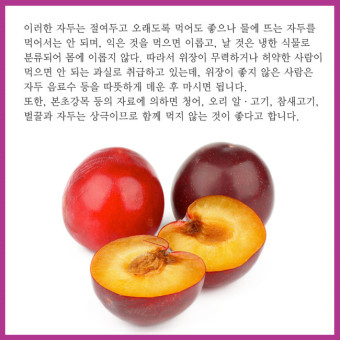 이러한 자두는 절여두고 오래도록 먹어도 좋으나 물에 뜨는 자두를
먹어서는 안 되며, 익은 것을 먹으면 이롭고, 날 것은 냉한 식물로
분류되어 몸에 이롭지 않다. 따라서 위장이 무력하거나 허약한 사람이
먹으면 안 되는 과실로 취급하고 있는데, 위장이 좋지 않은 사람은
자두 음료수 등을 따뜻하게 데운 후 마시면 됩니다.
또한, 본초강목 등의 자료에 의하면 청어, 오리 알 · 고기, 참새고기,
벌꿀과 자두는 상극이므로 함께 먹지 않는 것이 좋다고 합니다.